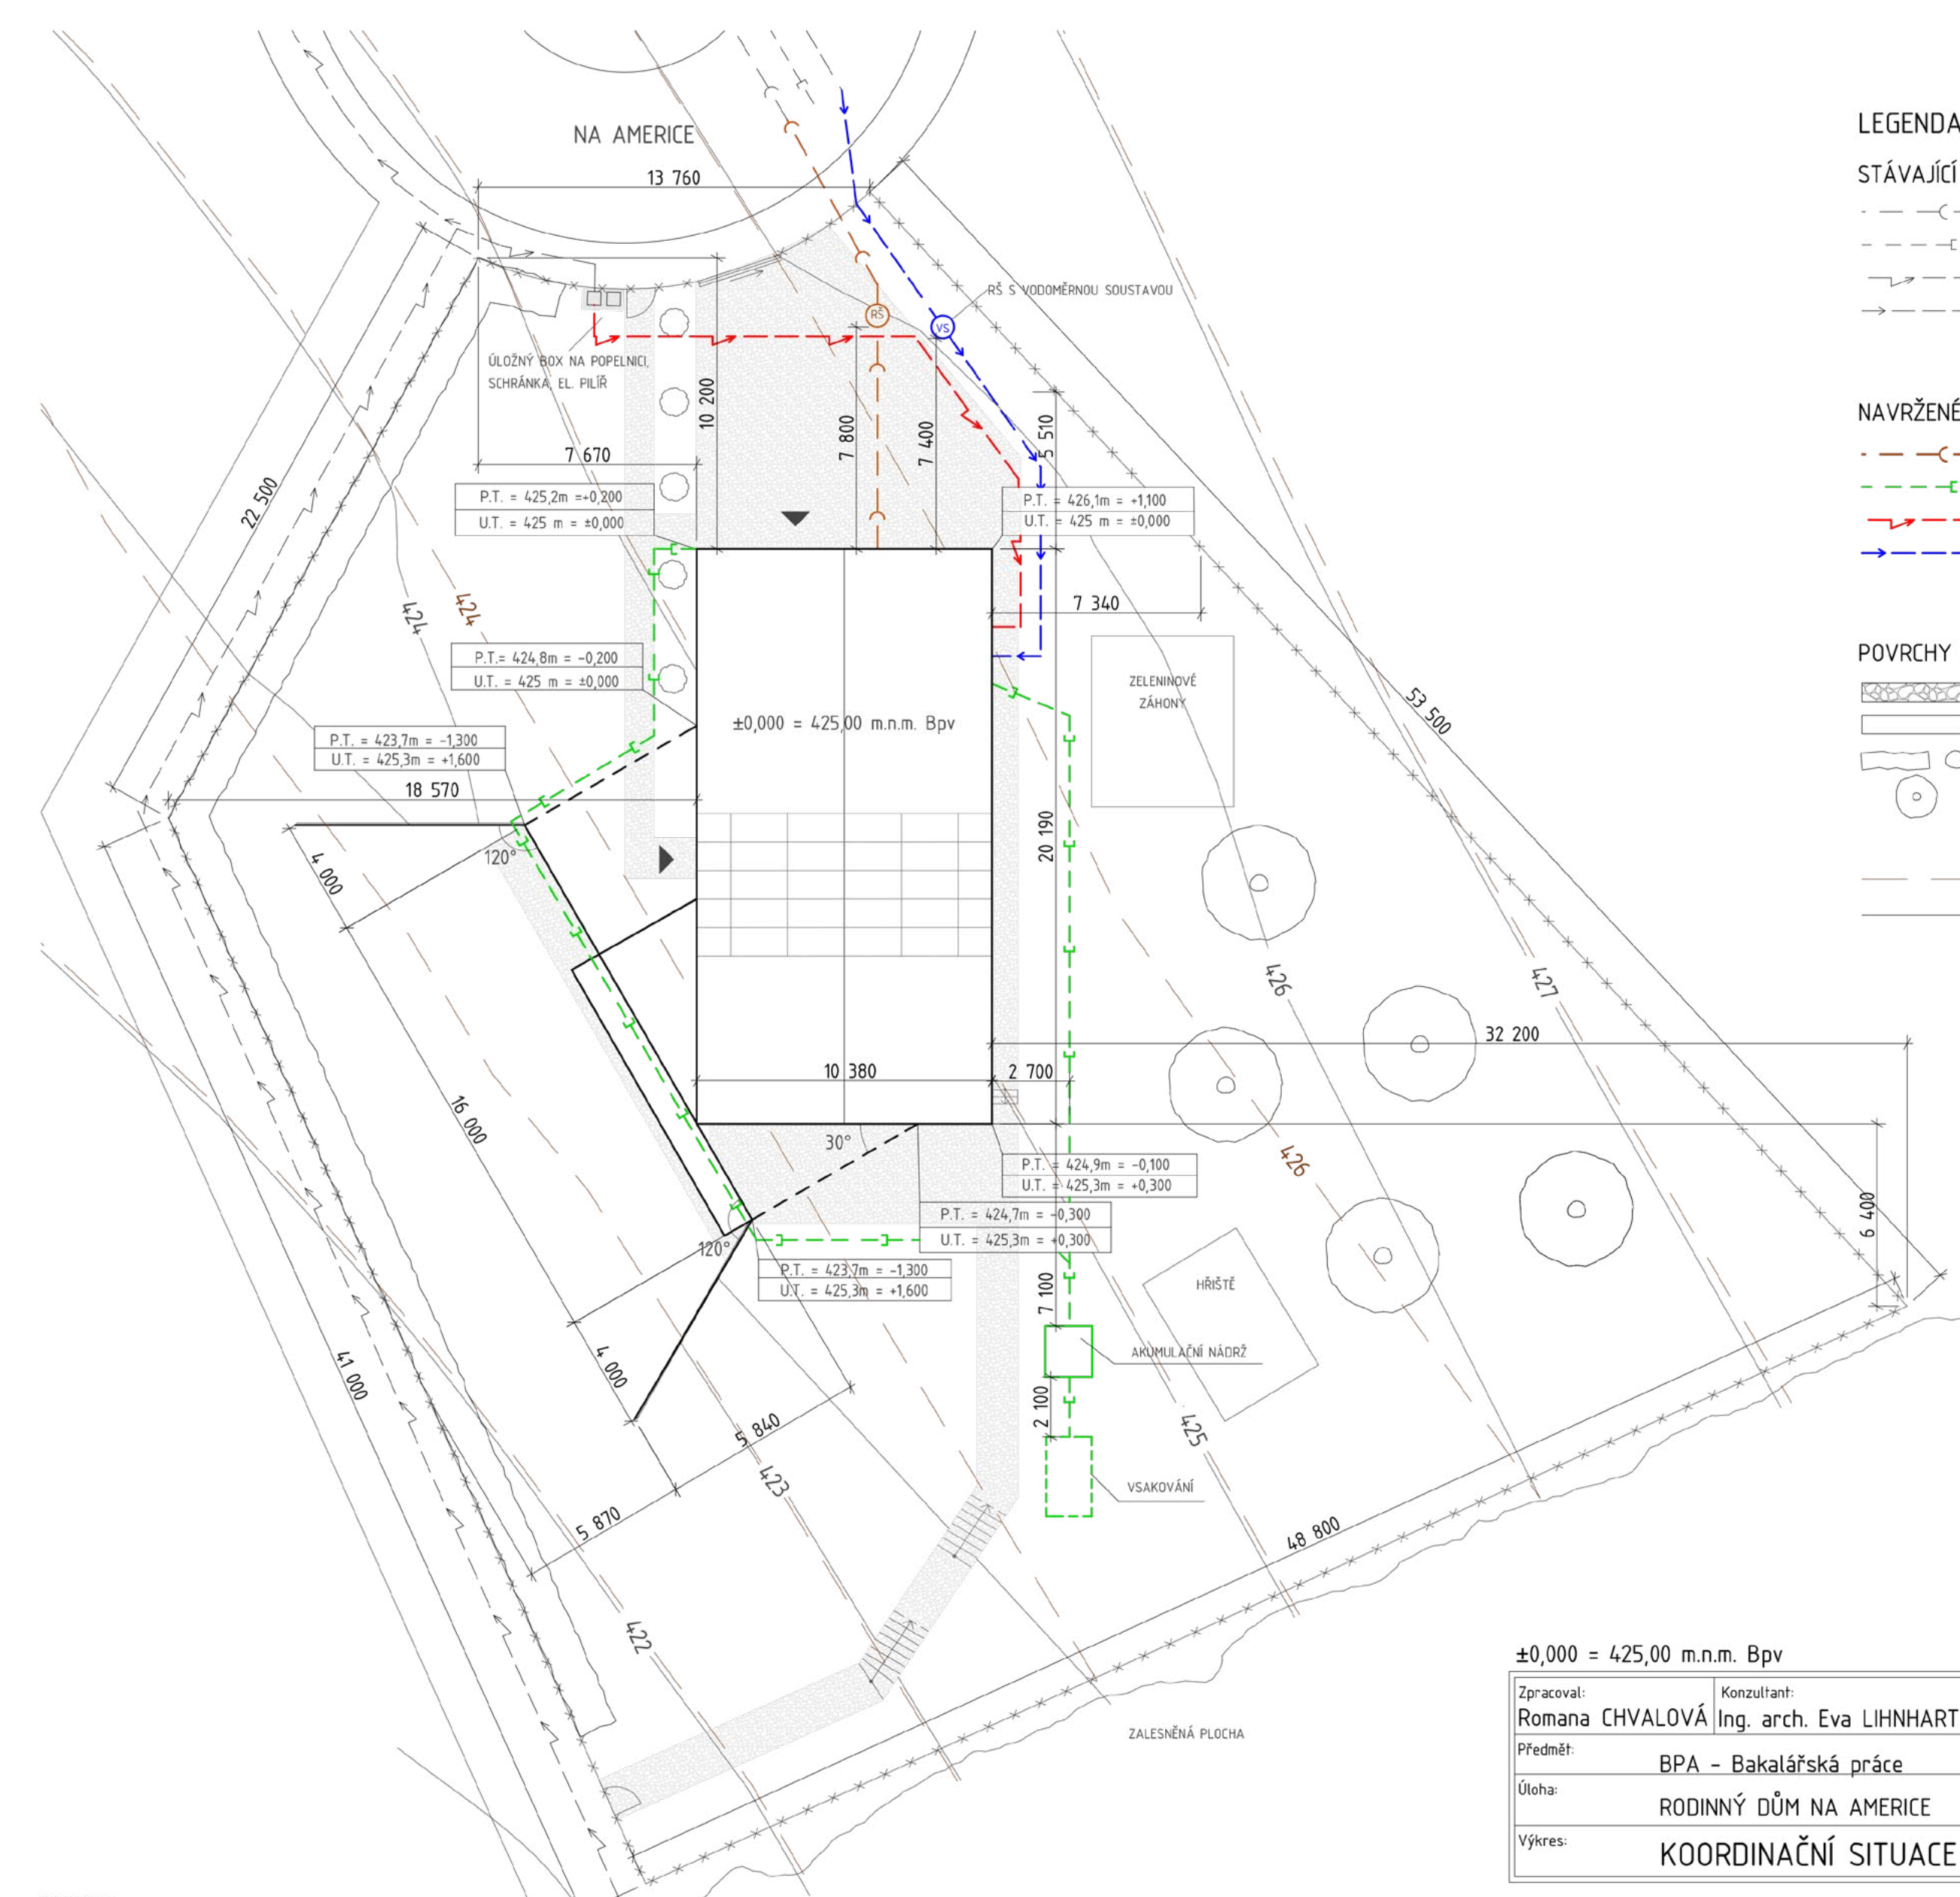 NA AMERICE
13 760
RŠ S VODOMĚRNOU SOUSTAVOU
RŠ
VS
ÚLOŽNÝ BOX NA POPELNICI,
SCHRÁNKA, EL. PILÍŘ
10 200
7 800
7 400
5 510
7 670
22 500
P.T. = 425,2m =+0,200
U.T. = 425 m = ±0,000
P.T. = 426,1m = +1,100
U.T. = 425 m = ±0,000
424
424
7 340
P.T.= 424,8m = -0,200
U.T. = 425 m = ±0,000
ZELENINOVÉ
ZÁHONY
53 500
±0,000 = 425,00 m.n.m. Bpv
P.T. = 423,7m = -1,300
U.T. = 425,3m = +1,600
18 570
120°
4 000
20 190
426
427
32 200
10 380
2 700
16 000
30°
426
P.T. = 424,9m = -0,100
U.T. = 425,3m = +0,300
P.T. = 424,7m = -0,300
U.T. = 425,3m = +0,300
6 400
120°
P.T. = 423,7m = -1,300
U.T. = 425,3m = +1,600
7 100
HŘIŠTĚ
AKUMULAČNÍ NÁDRŽ
41 000
4 000
2 100
5 840
425
423
VSAKOVÁNÍ
5 870
48 800
422
ZALESNĚNÁ PLOCHA
LEGENDA
STÁVAJÍCÍ
NAVRŽENÉ
POVRCHY
±0,000 = 425,00 m.n.m. Bpv
Zpracoval:
Romana CHVALOVÁ
Konzultant:
Ing. arch. Eva LIHNHART
Předmět:
BPA - Bakalářská práce
Úloha:
RODINNÝ DŮM NA AMERICE
Výkres:
KOORDINAČNÍ SITUACE